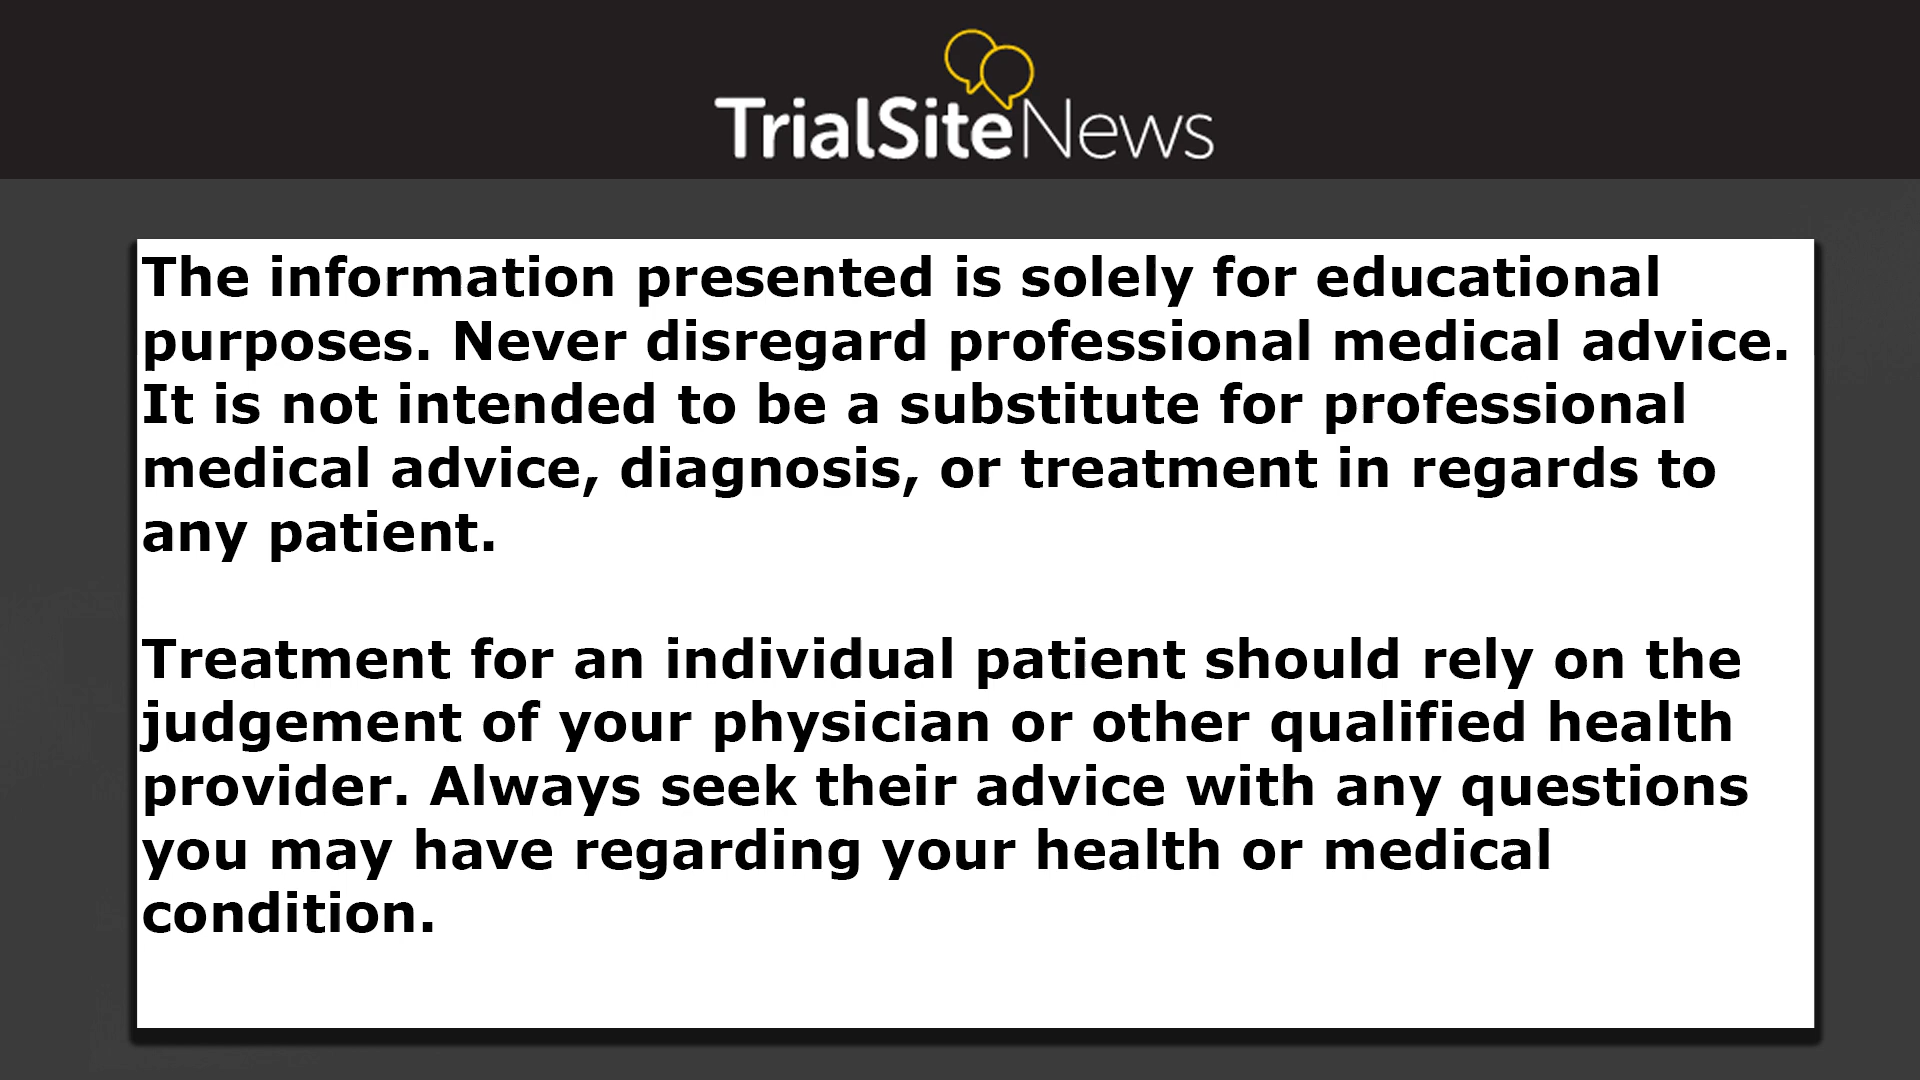 TrialSiteNews
The information presented is solely for educational
purposes. Never disregard professional medical advice.
It is not intended to be a substitute for professional
medical advice, diagnosis, or treatment in regards to
any patient.
Treatment for an individual patient should rely on the
judgement of your physician or other qualified health
provider. Always seek their advice with any questions
you may have regarding your health or medical
condition.